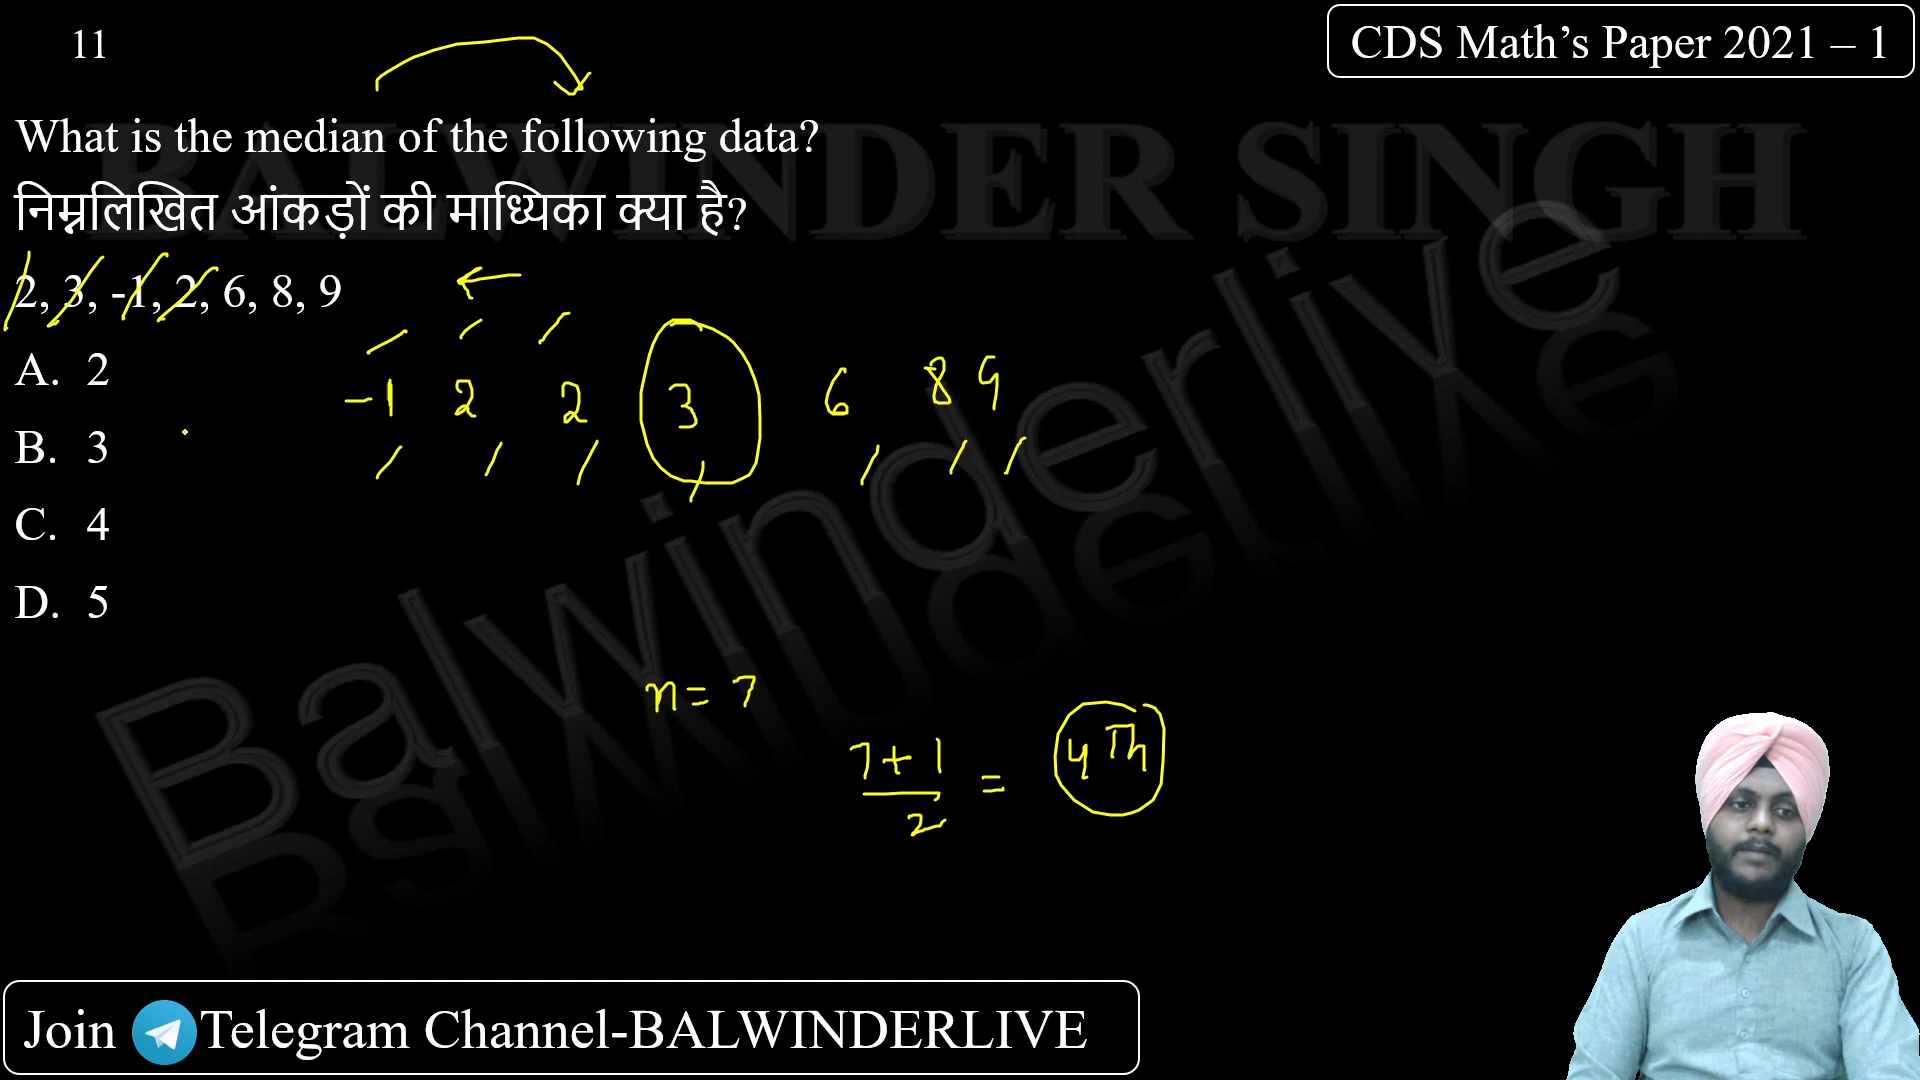 11
CDS Math’s Paper 2021 – 1
BALWINDER SINGH
What is the median of the following data?
निम्नलिखित आंकड़ों की माध्यिका क्या है?
2, 3, -1, 2, 6, 8, 9
A. 2
B. 3
C. 4
D. 5
-1 2 2 3 6 8 9
Balwinderlive
n = 7
7+1
2
= 4Th
Join Telegram Channel-BALWINDERLIVE